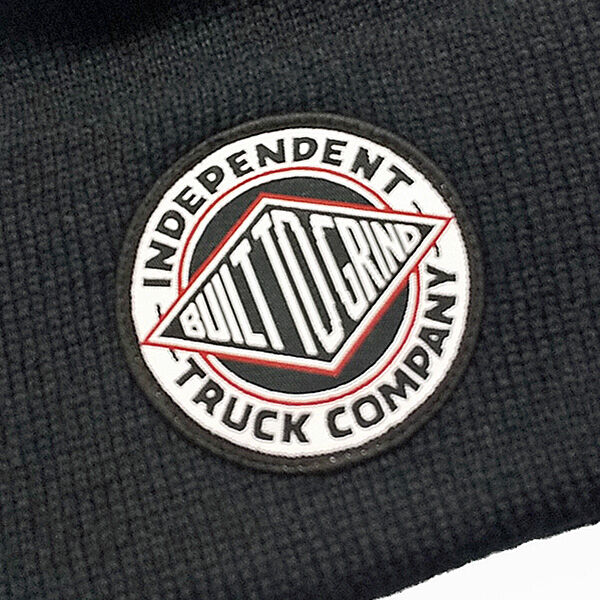 INDEPENDENT
BUILT TO GRIND
TRUCK COMPANY